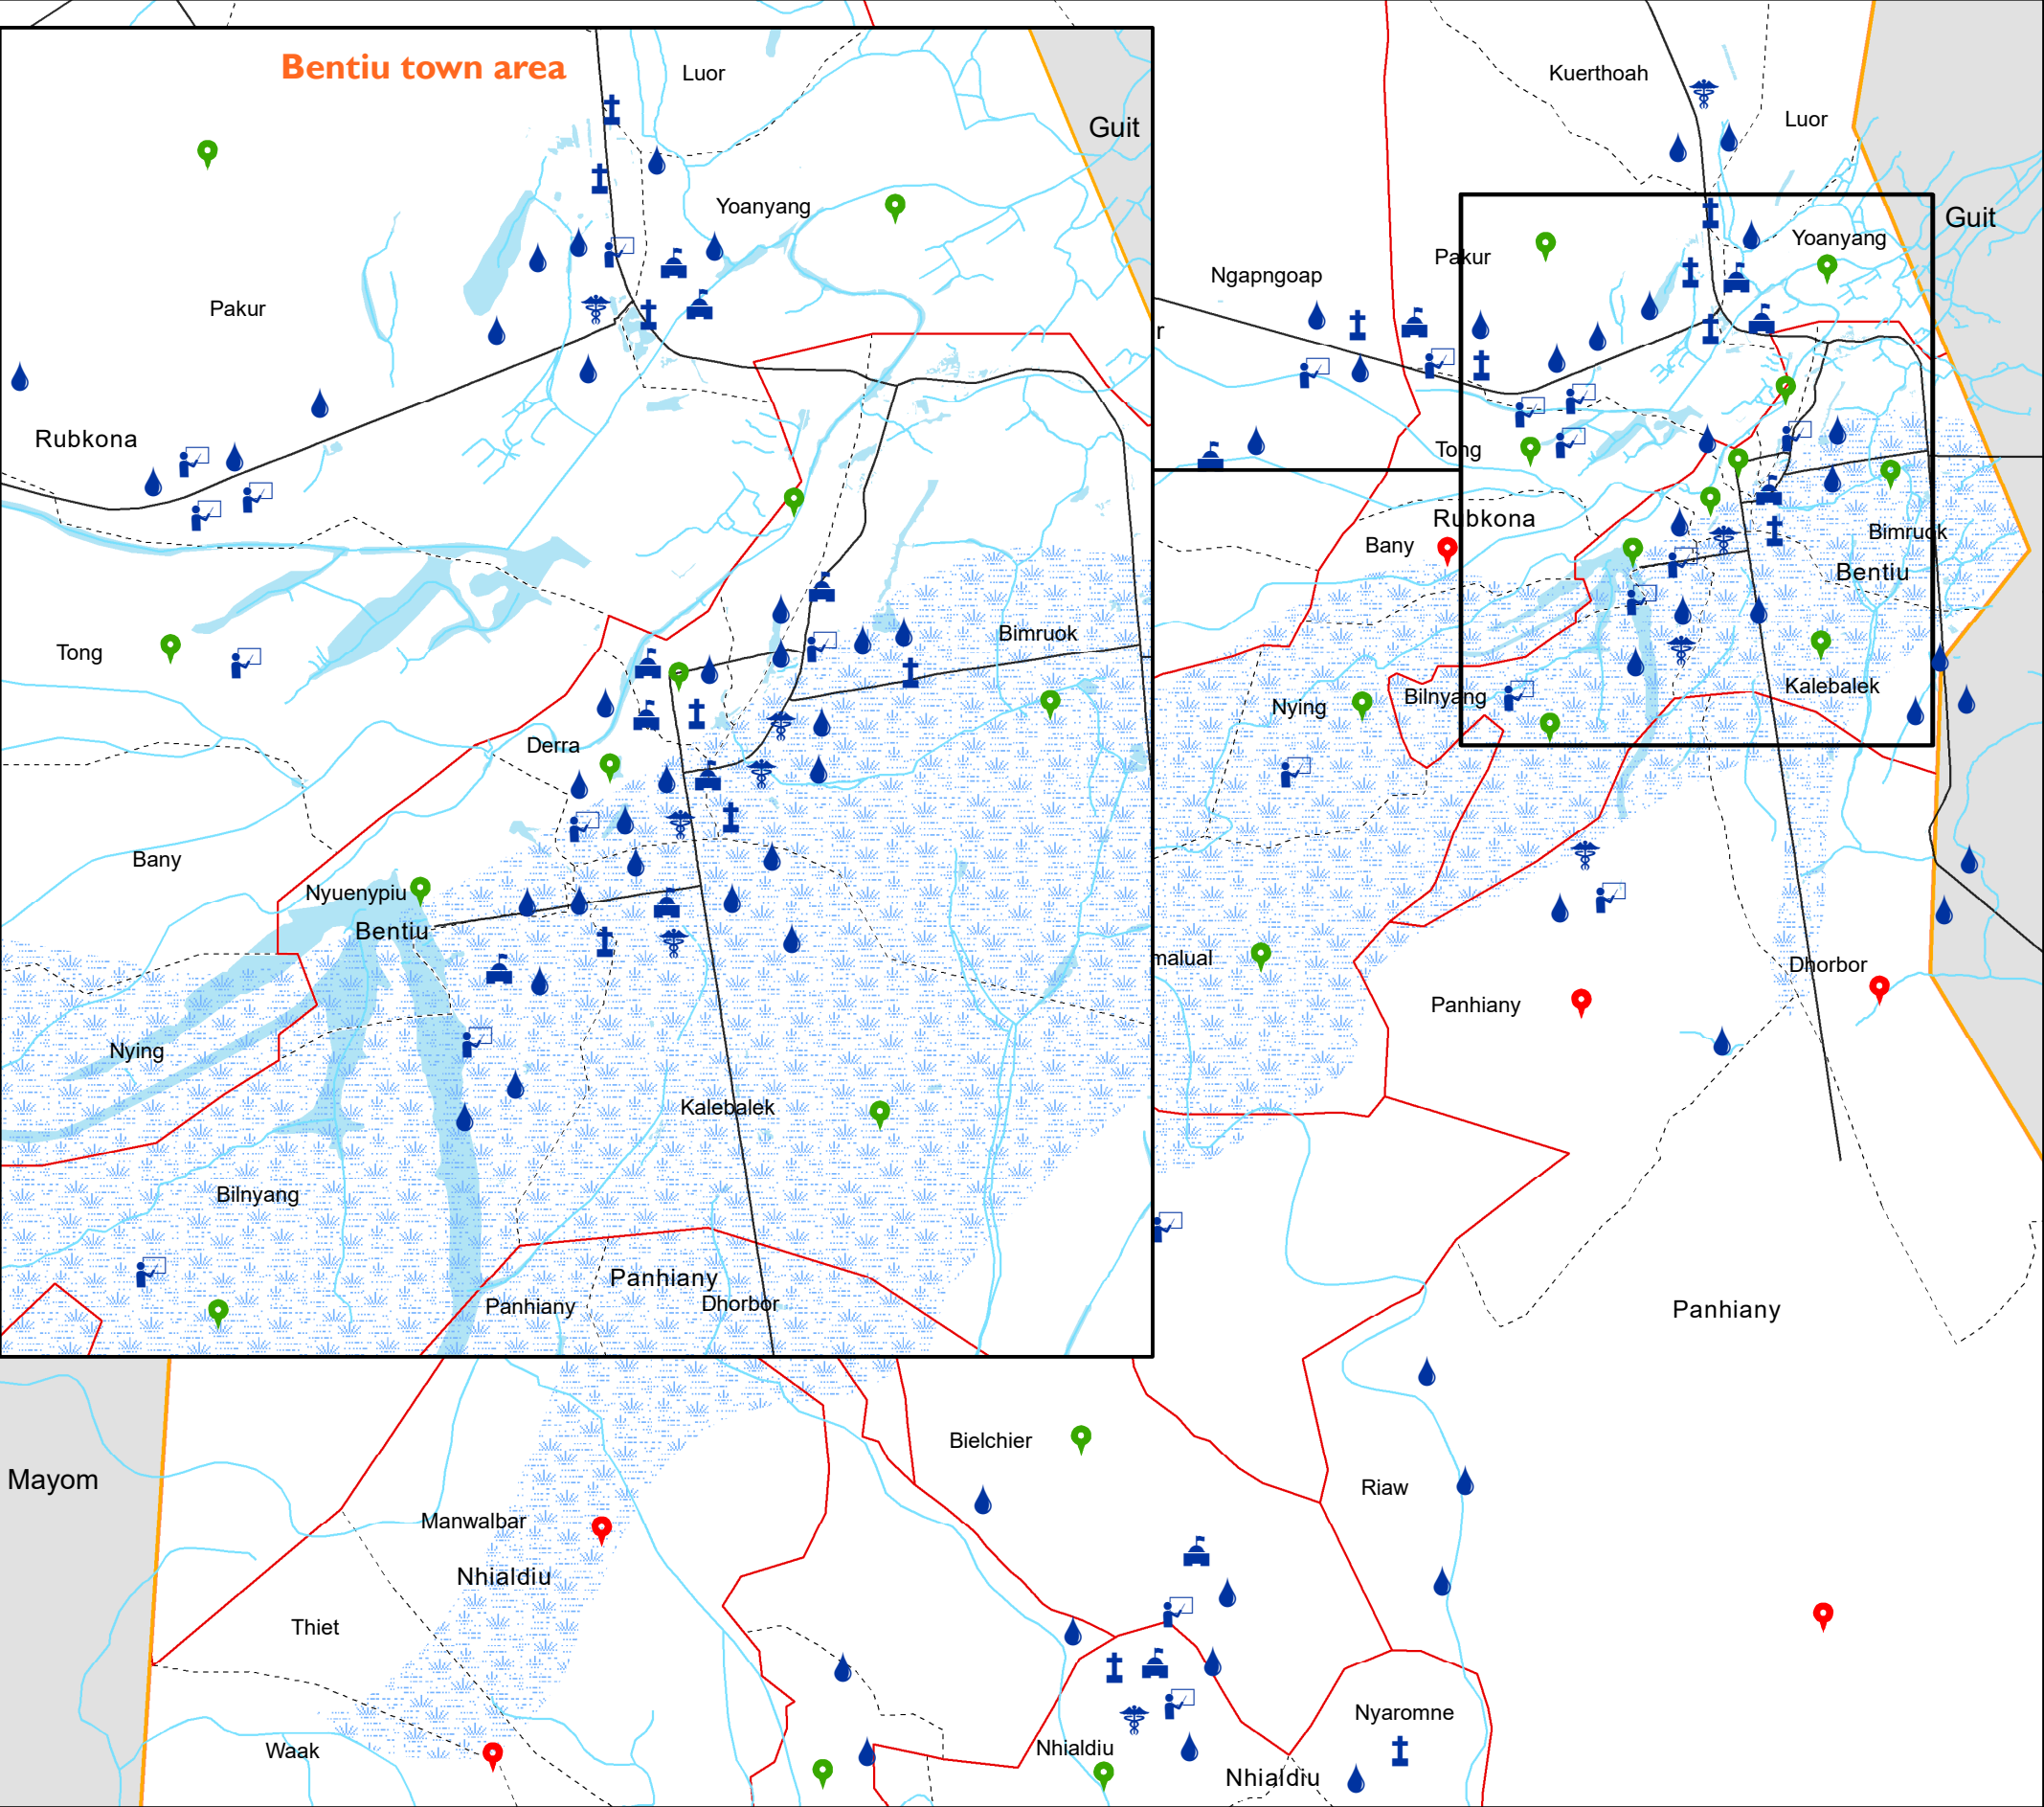 Bentiu town area
Luor
Guit
Yoanyang
Pakur
Rubkona
Tong
Bimruok
Derra
Bany
Nyuenypiu
Bentiu
Nying
Kalebalek
Bilnyang
Panhiany
Panhiany
Dhorbor
Kuerthoah
Luor
Guit
Yoanyang
Pakur
Ngapngoap
r
Tong
Rubkona
Bimruok
Bany
Bentiu
Kalebalek
Bilnyang
Nying
malual
Dhorbor
Panhiany
Panhiany
Mayom
Bielchier
Riaw
Manwalbar
Nhialdiu
Thiet
Nyaromne
Waak
Nhialdiu
Nhialdiu